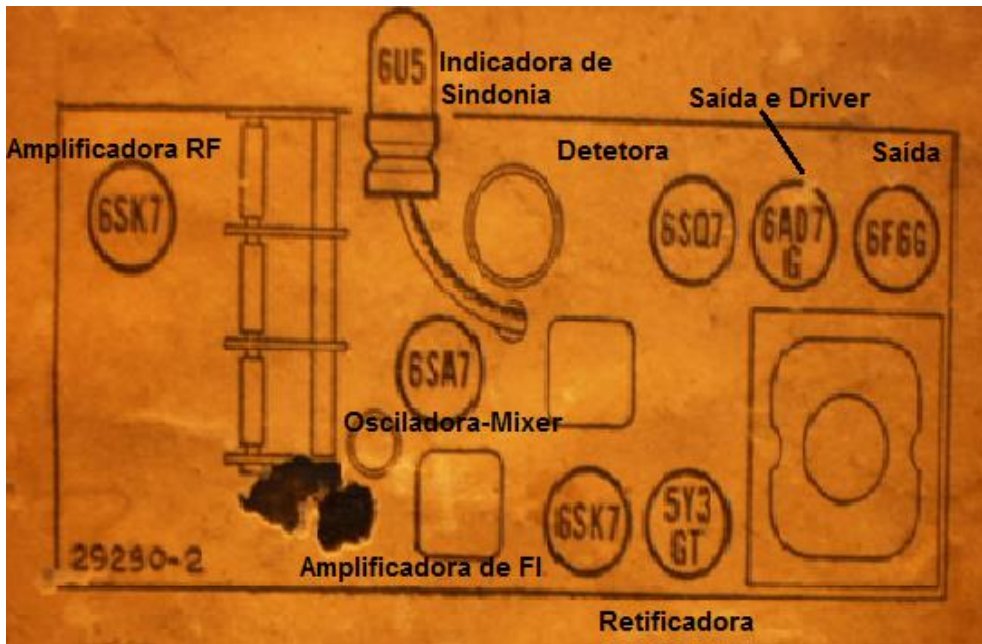 6U5
Indicadora de
Sindonia
Saída e Driver
Amplificadora RF
Detetora
Saída
6SK7
6SQ7
6AD7
G
6F6G
6SA7
Osciladora-Mixer
6SK7
5Y3
GT
29290-2
Amplificadora de FI
Retificadora